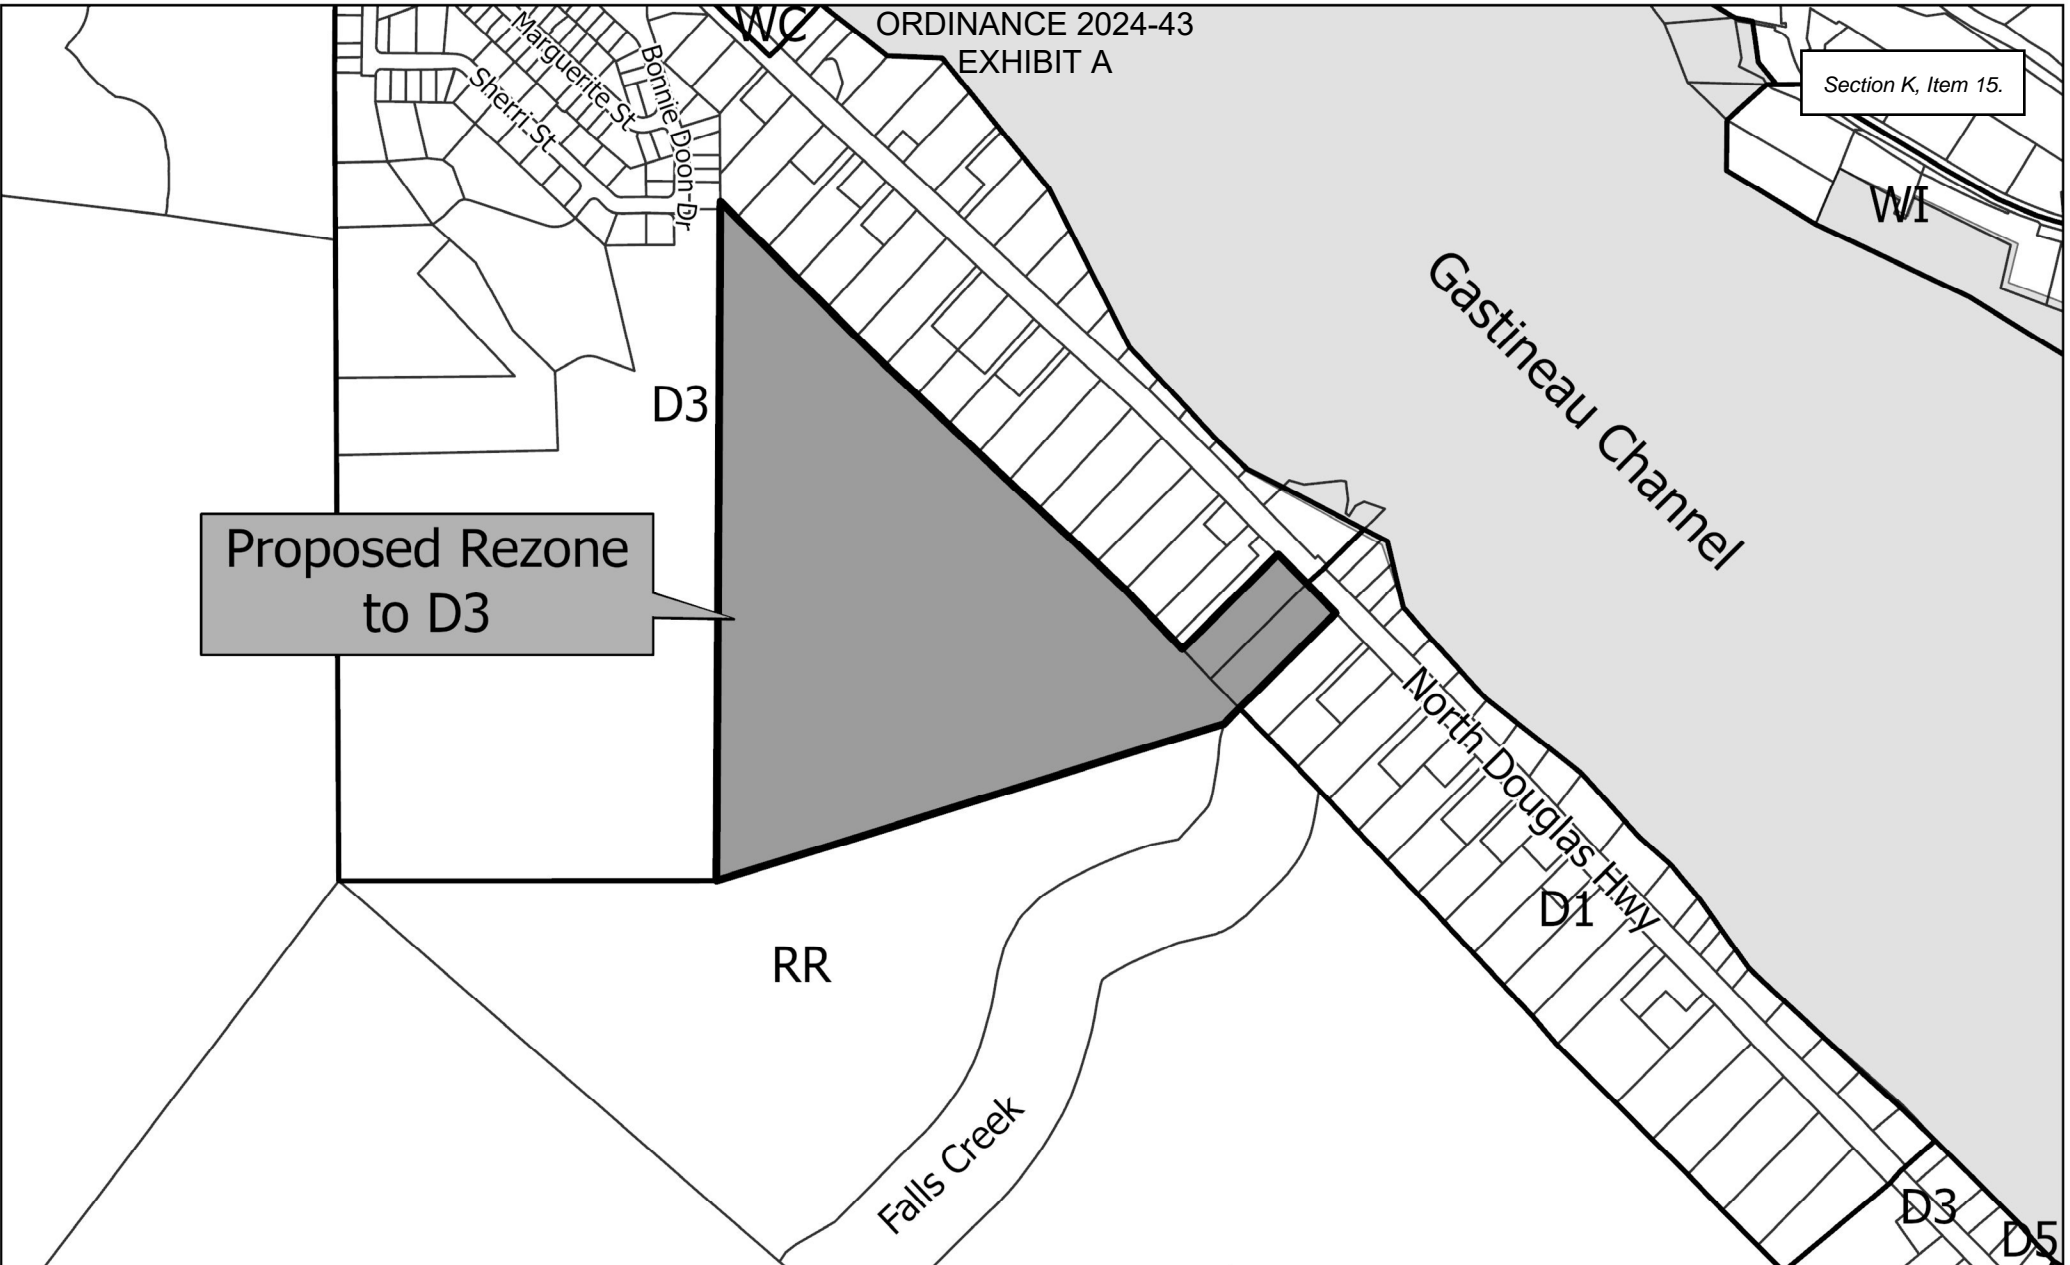 ORDINANCE 2024-43
EXHIBIT A
Section K, Item 15.
WC
Marguerite St
Bonnie Doon Dr
Sherri St
WI
Gastineau Channel
D3
Proposed Rezone
to D3
North Douglas Hwy
D1
RR
Falls Creek
D3
D5